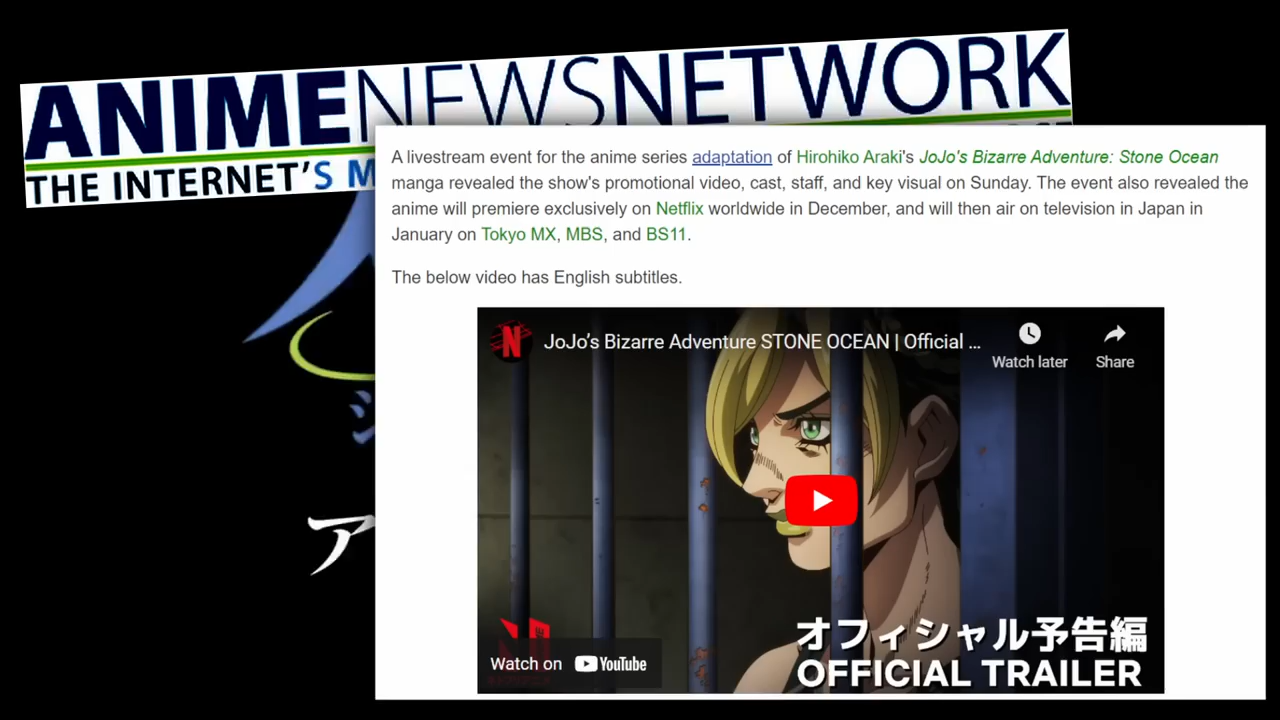 ANIMENEWSNETWORK
THE INTERNET'S M
A livestream event for the anime series adaptation of Hirohiko Araki's JoJo's Bizarre Adventure: Stone Ocean
manga revealed the show's promotional video, cast, staff, and key visual on Sunday. The event also revealed the
anime will premiere exclusively on Netflix worldwide in December, and will then air on television in Japan in
January on Tokyo MX, MBS, and BS11.
The below video has English subtitles.
N
JoJo's Bizarre Adventure STONE OCEAN | Official ...
Watch later
Share
ジ
ア
オフィシャル予告編
OFFICIAL TRAILER
Watch on YouTube